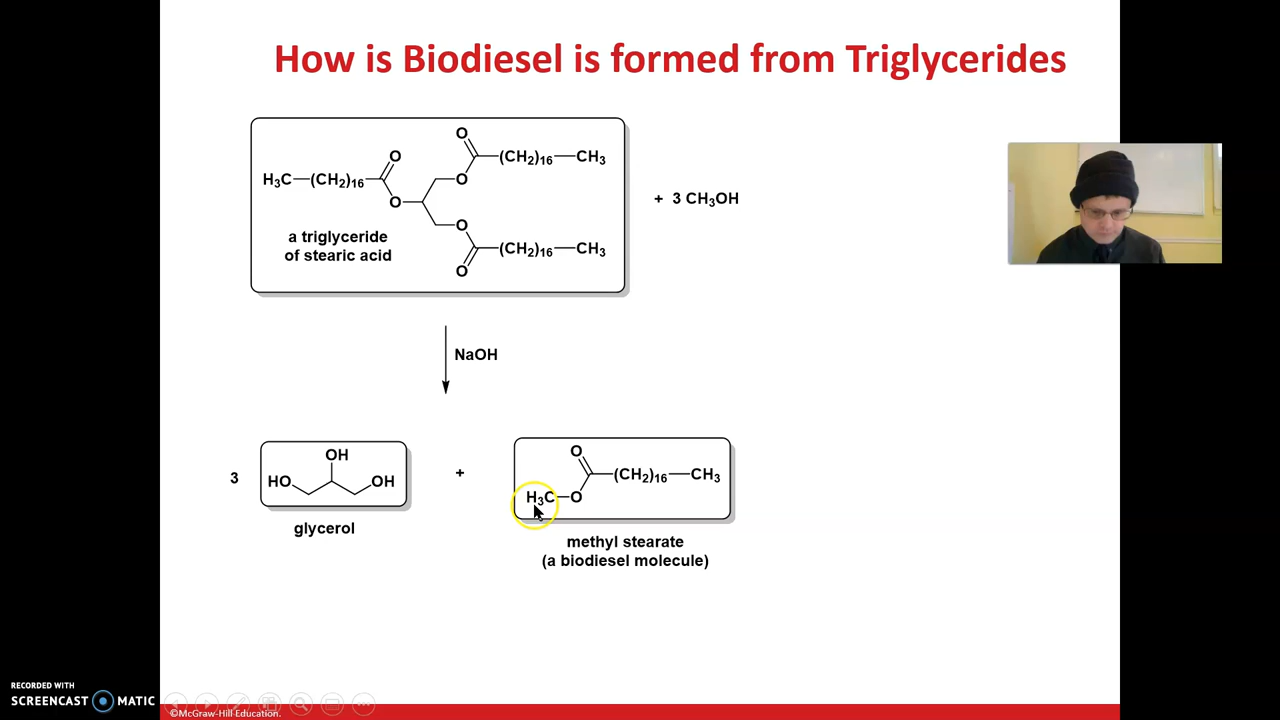 How is Biodiesel is formed from Triglycerides
O
O
(CH₂)₁₆—CH₃
H₃C—(CH₂)₁₆
O
+ 3 CH₃OH
O
O
a triglyceride
of stearic acid
(CH₂)₁₆—CH₃
O
NaOH
3
OH
HO
OH
glycerol
+
O
(CH₂)₁₆—CH₃
H₃C—O
methyl stearate
(a biodiesel molecule)
RECORDED WITH
SCREENCAST MATIC
©McGraw-Hill Education.